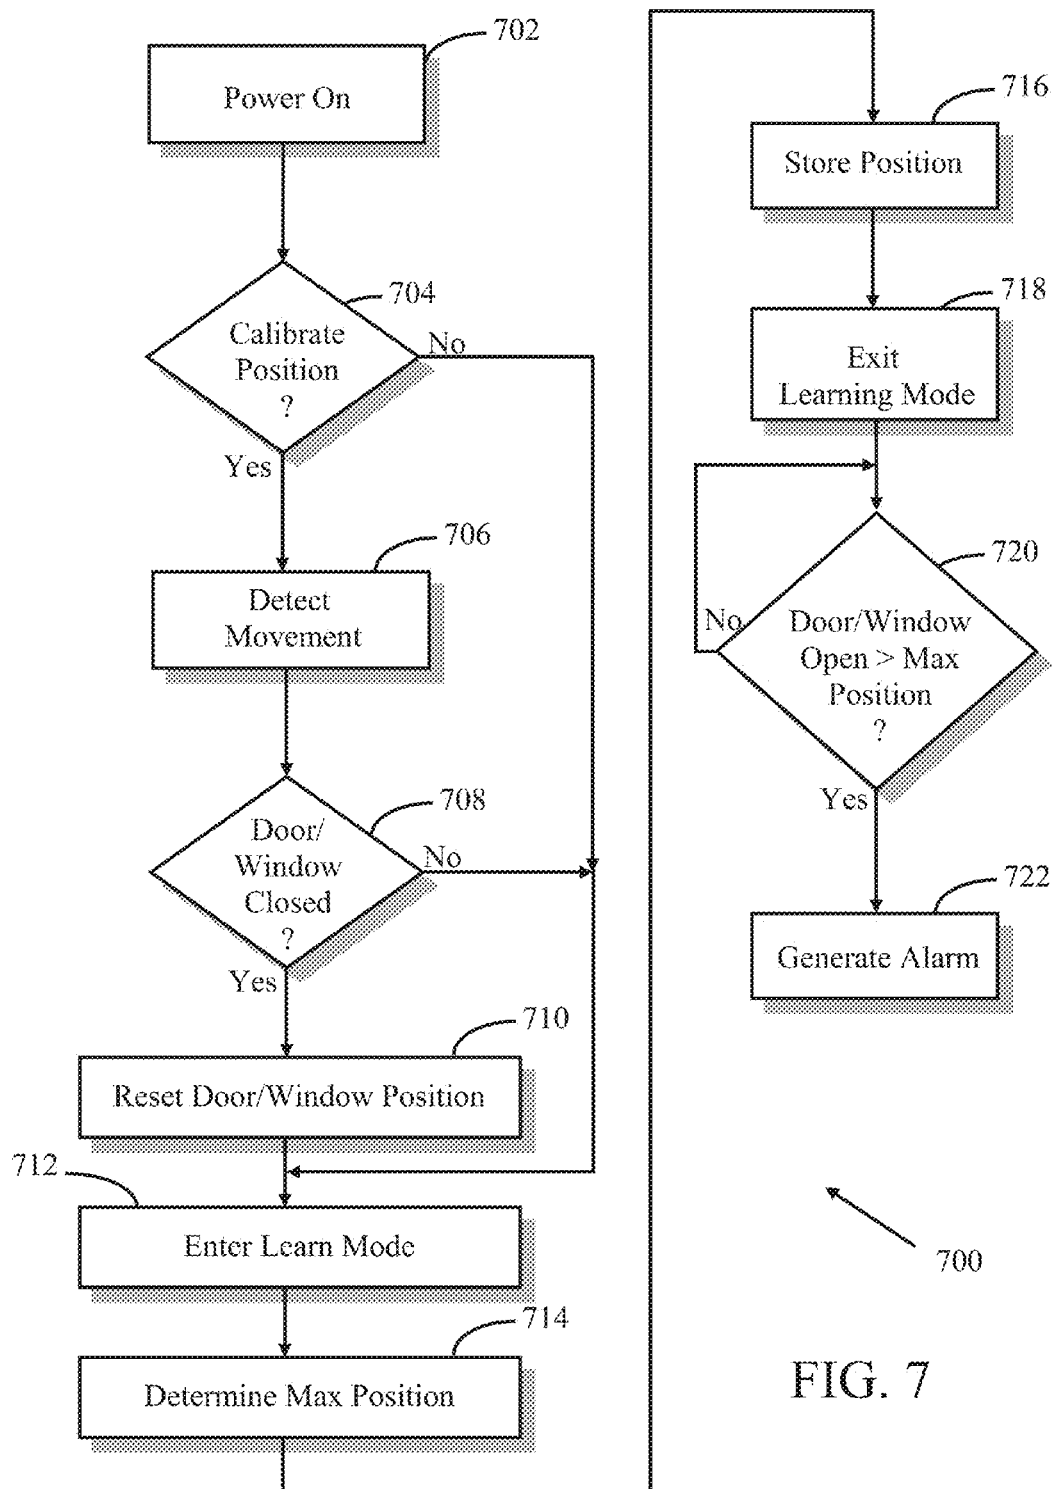 702
Power On
704
Calibrate
Position
?
No
Yes
706
Detect
Movement
708
Door/
Window
Closed
?
No
Yes
710
Reset Door/Window Position
712
Enter Learn Mode
714
Determine Max Position
716
Store Position
718
Exit
Learning Mode
720
No
Door/Window
Open > Max
Position
?
Yes
722
Generate Alarm
700
FIG. 7